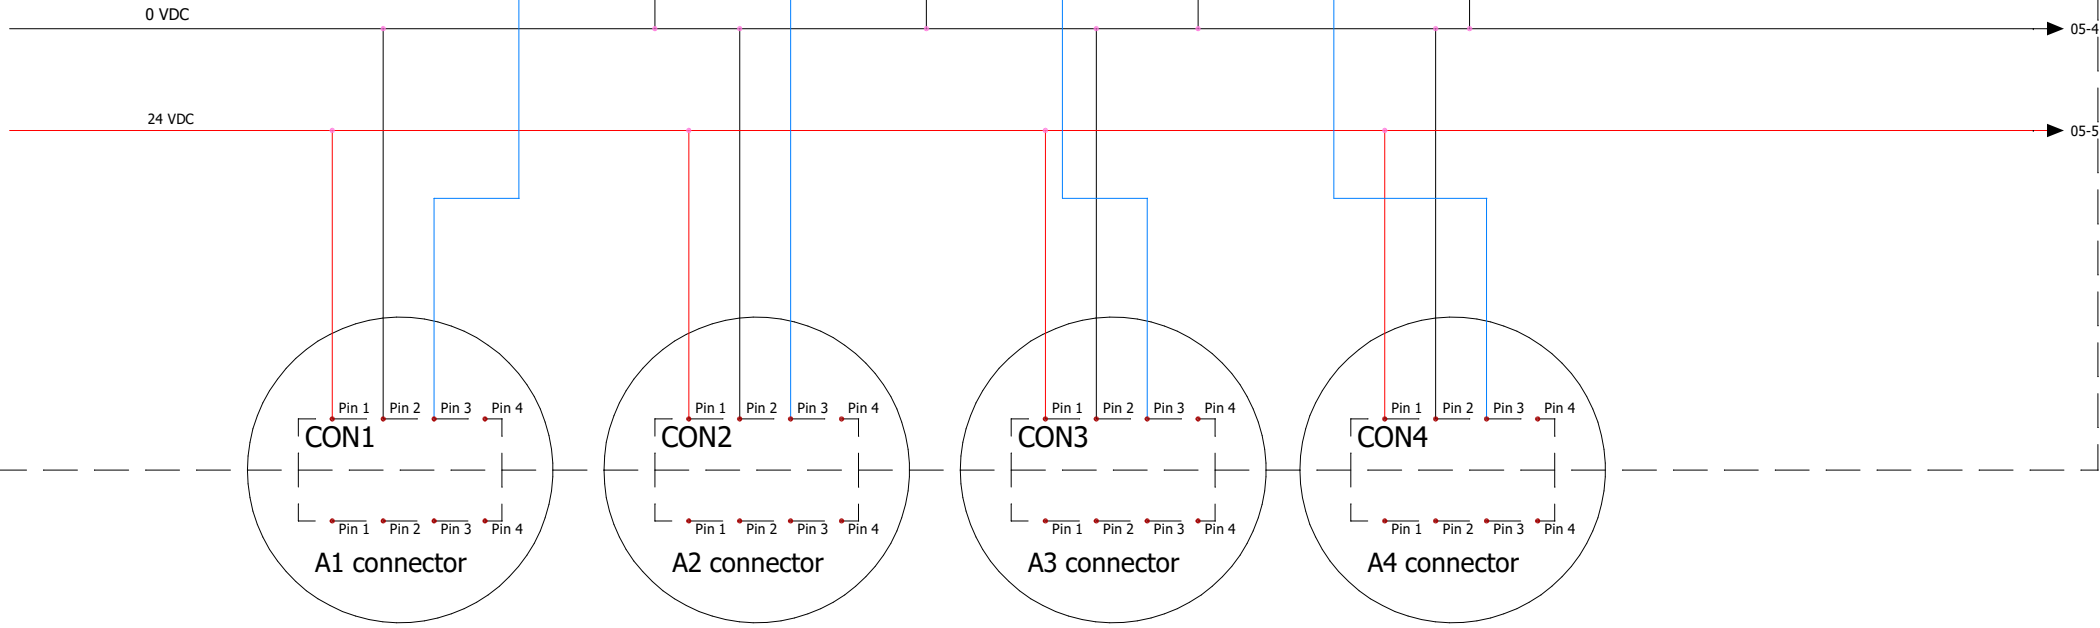 0 VDC
05-4
24 VDC
05-5
Pin 1 Pin 2 Pin 3 Pin 4
CON1
Pin 1 Pin 2 Pin 3 Pin 4
A1 connector
Pin 1 Pin 2 Pin 3 Pin 4
CON2
Pin 1 Pin 2 Pin 3 Pin 4
A2 connector
Pin 1 Pin 2 Pin 3 Pin 4
CON3
Pin 1 Pin 2 Pin 3 Pin 4
A3 connector
Pin 1 Pin 2 Pin 3 Pin 4
CON4
Pin 1 Pin 2 Pin 3 Pin 4
A4 connector